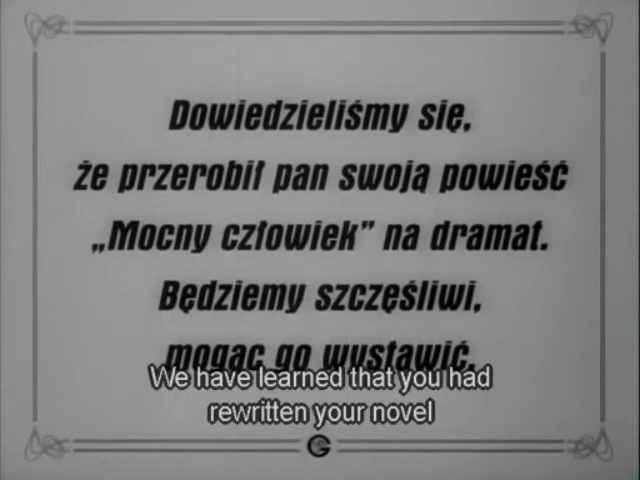 Dowiedzieliśmy się,
że przerobił pan swoją powieść
„Mocny człowiek” na dramat.
Będziemy szczęśliwi,
mogąc go wystawić.
We have learned that you had
rewritten your novel